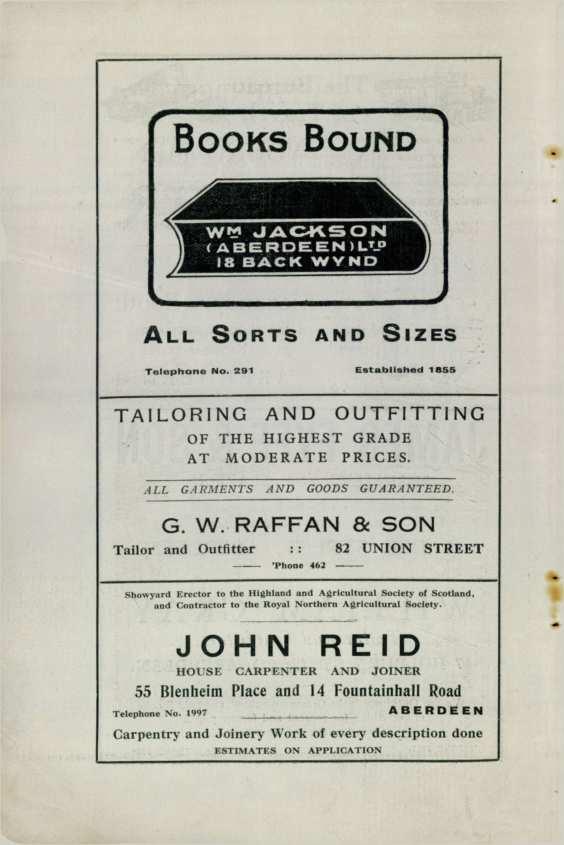 BOOKS BOUND
WM JACKSON
(ABERDEEN) LTD
18 BACK WYND
ALL SORTS AND SIZES
Telephone No. 291 Established 1855
TAILORING AND OUTFITTING
OF THE HIGHEST GRADE
AT MODERATE PRICES.
ALL GARMENTS AND GOODS GUARANTEED.
G. W. RAFFAN & SON
Tailor and Outfitter :: 82 UNION STREET
'Phone 462
Showyard Erector to the Highland and Agricultural Society of Scotland,
and Contractor to the Royal Northern Agricultural Society.
JOHN REID
HOUSE CARPENTER AND JOINER
55 Blenheim Place and 14 Fountainhall Road
Telephone No. 1997 ABERDEEN
Carpentry and Joinery Work of every description done
ESTIMATES ON APPLICATION